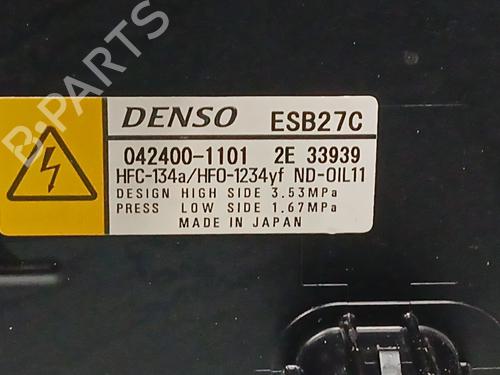 B-PARTS
DENSO ESB27C
042400-1101 2E 33939
HFC-134a/HFO-1234yf ND-OIL11
DESIGN HIGH SIDE 3.53MPa
PRESS LOW SIDE 1.67MPa
MADE IN JAPAN